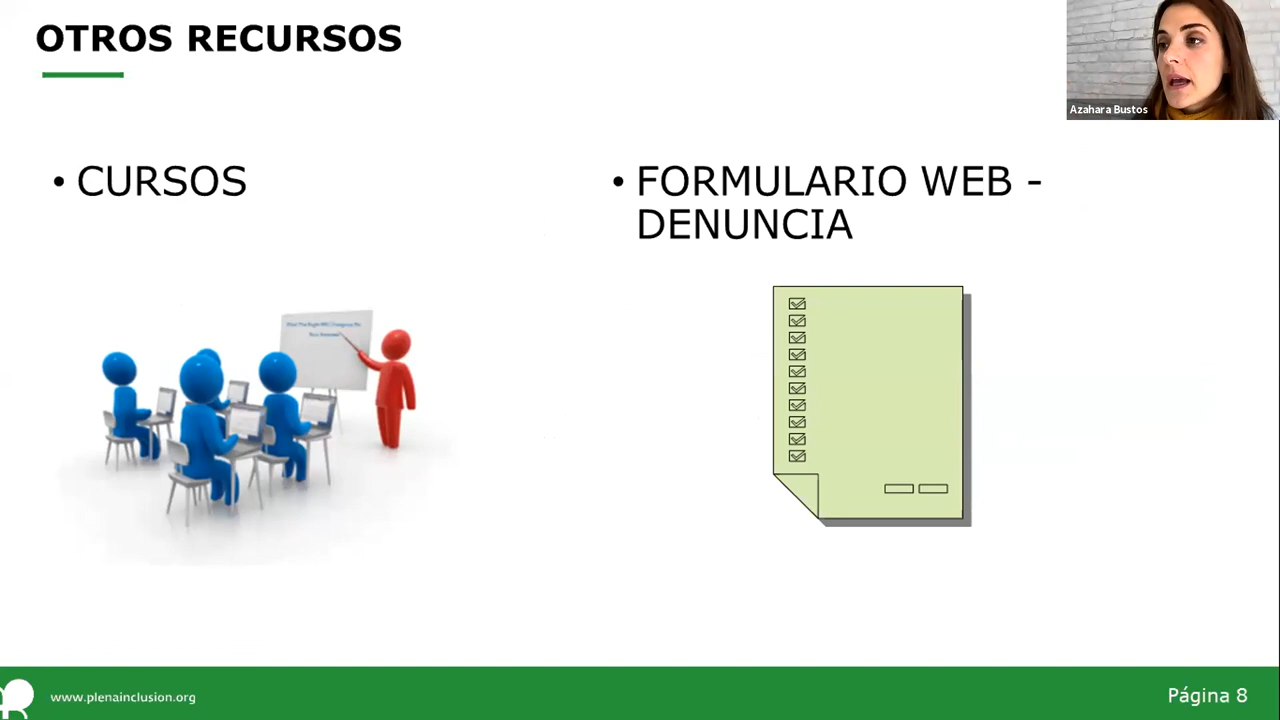 OTROS RECURSOS
Azahara Bustos
• CURSOS
• FORMULARIO WEB -
DENUNCIA
www.plenainclusion.org
Página 8